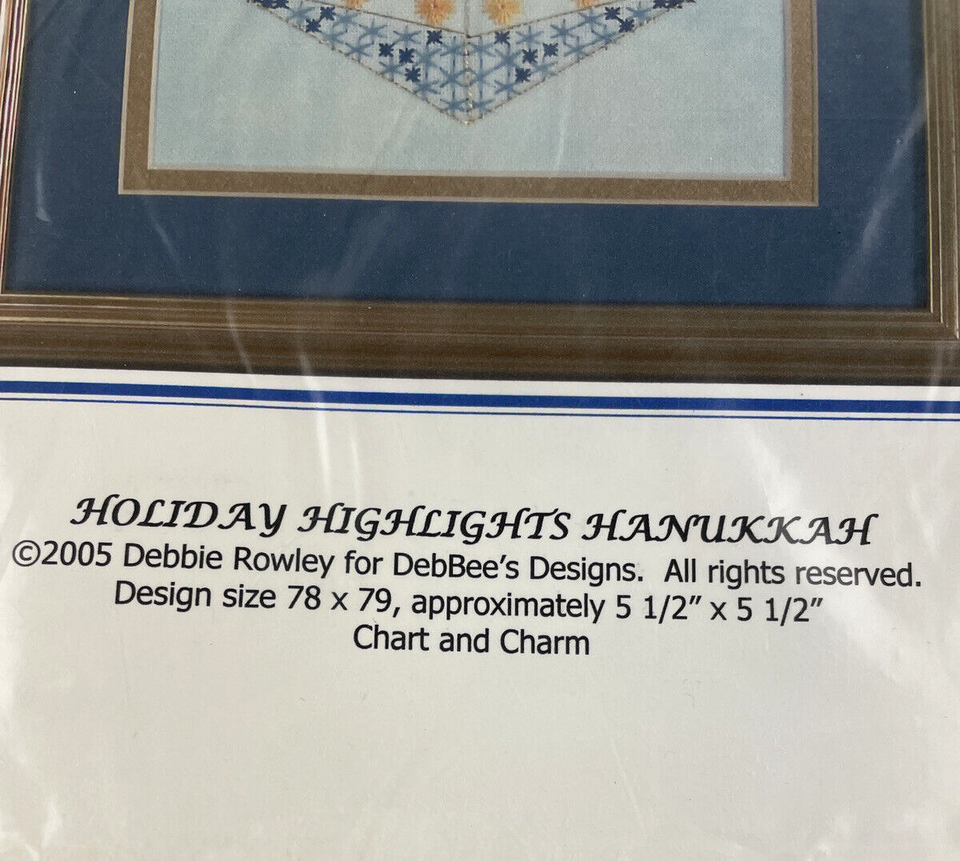 HOLIDAY HIGHLIGHTS HANUKKAH
©2005 Debbie Rowley for DebBee's Designs. All rights reserved.
Design size 78 x 79, approximately 5 1/2" x 5 1/2"
Chart and Charm